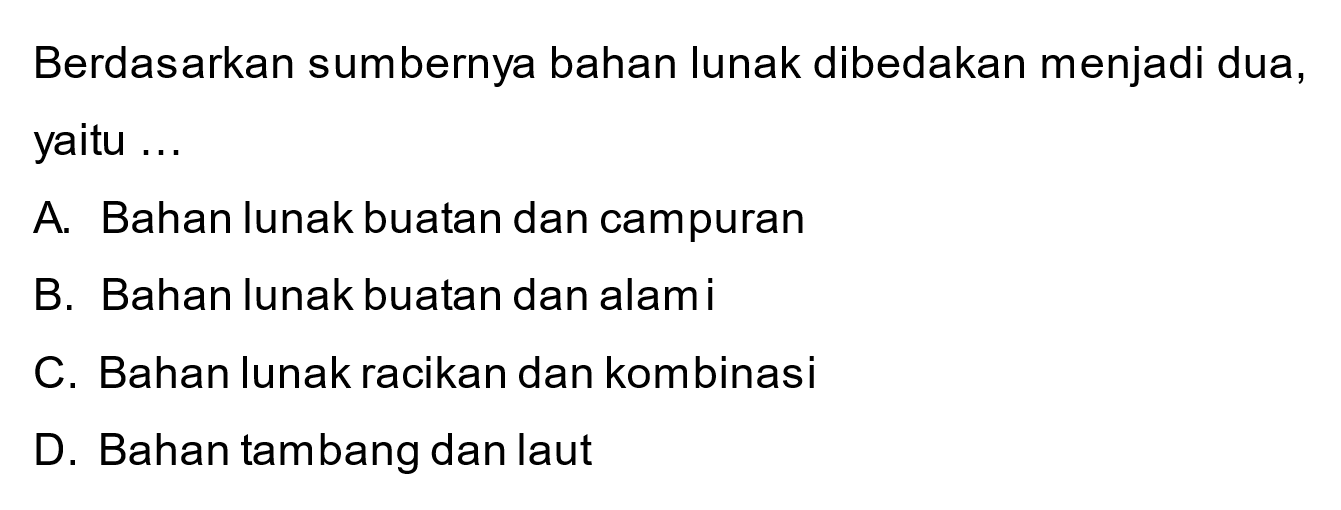 Berdasarkan sumbernya bahan lunak dibedakan menjadi dua,
yaitu ...
A. Bahan lunak buatan dan campuran
B. Bahan lunak buatan dan alami
C. Bahan lunak racikan dan kombinasi
D. Bahan tambang dan laut